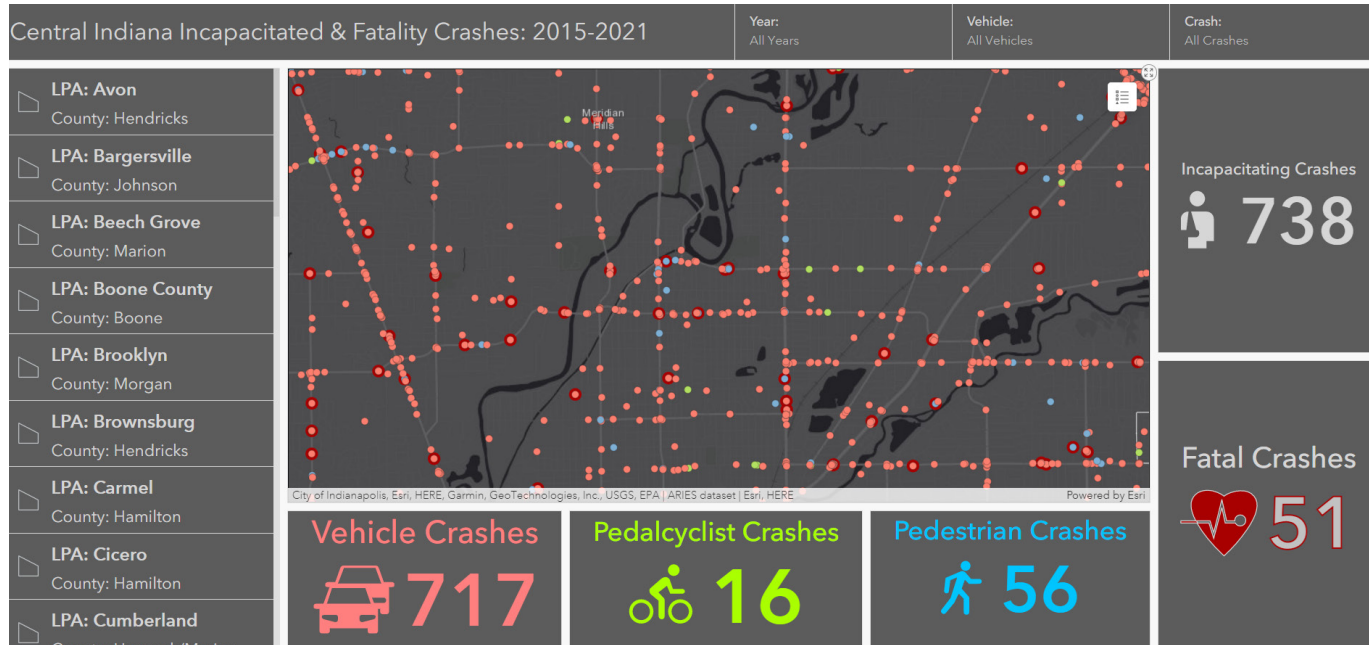 Central Indiana Incapacitated & Fatality Crashes: 2015-2021
Year:
All Years
Vehicle:
All Vehicles
Crash:
All Crashes
LPA: Avon
County: Hendricks
LPA: Bargersville
County: Johnson
LPA: Beech Grove
County: Marion
LPA: Boone County
County: Boone
LPA: Brooklyn
County: Morgan
LPA: Brownsburg
County: Hendricks
LPA: Carmel
County: Hamilton
LPA: Cicero
County: Hamilton
LPA: Cumberland
Meridian
Hills
City of Indianapolis, Esri, HERE, Garmin, GeoTechnologies, Inc., USGS, EPA | ARIES dataset | Esri, HERE
Powered by Esri
Vehicle Crashes
717
Pedalcyclist Crashes
16
Pedestrian Crashes
56
Incapacitating Crashes
738
Fatal Crashes
51